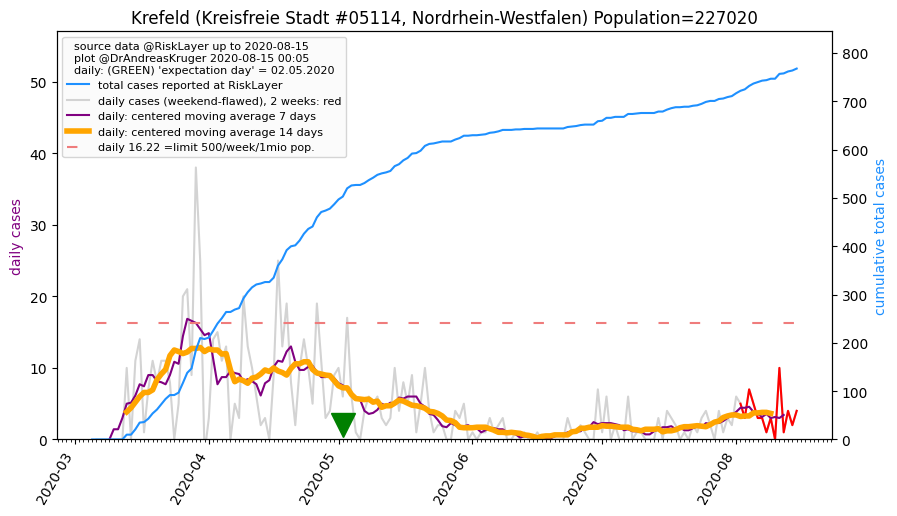 Krefeld (Kreisfreie Stadt #05114, Nordrhein-Westfalen) Population=227020
source data @RiskLayer up to 2020-08-15
plot @DrAndreasKruger 2020-08-15 00:05
daily: (GREEN) 'expectation day' = 02.05.2020
total cases reported at RiskLayer
daily cases (weekend-flawed), 2 weeks: red
daily: centered moving average 7 days
daily: centered moving average 14 days
daily 16.22 =limit 500/week/1mio pop.
daily cases
50
40
30
20
10
0
cumulative total cases
800
700
600
500
400
300
200
100
0
2020-03
2020-04
2020-05
2020-06
2020-07
2020-08